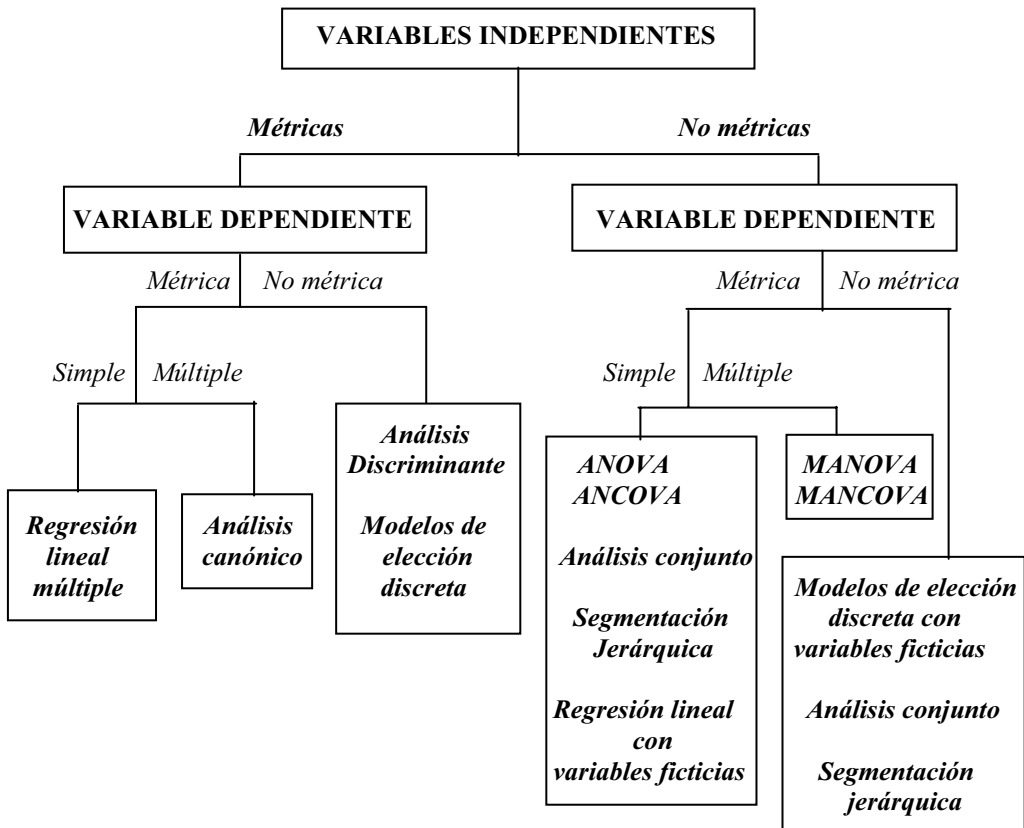 VARIABLES INDEPENDIENTES
Métricas
No métricas
VARIABLE DEPENDIENTE
VARIABLE DEPENDIENTE
Métrica
No métrica
Métrica
No métrica
Simple
Múltiple
Simple
Múltiple
Regresión
lineal
múltiple
Análisis
canónico
Análisis
Discriminante
Modelos de
elección
discreta
ANOVA
ANCOVA
Análisis conjunto
Segmentación
Jerárquica
Regresión lineal
con
variables ficticias
MANOVA
MANCOVA
Modelos de elección
discreta con
variables ficticias
Análisis conjunto
Segmentación
jerárquica